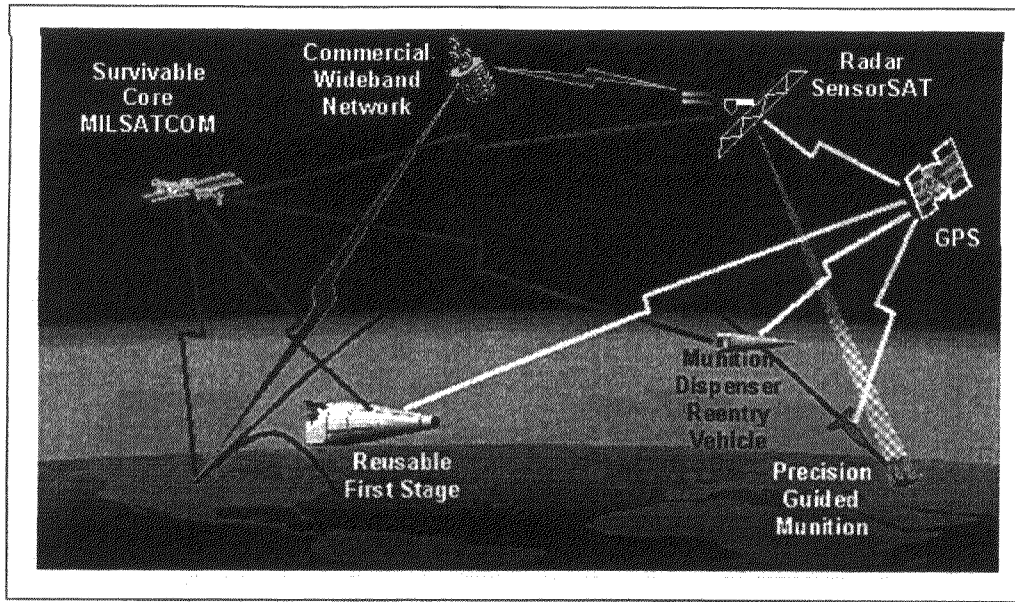 Survivable
Core
MILSATCOM
Commercial
Wideband
Network
Radar
SensorSAT
GPS
Munition
Dispenser
Reentry
Vehicle
Reusable
First Stage
Precision
Guided
Munition